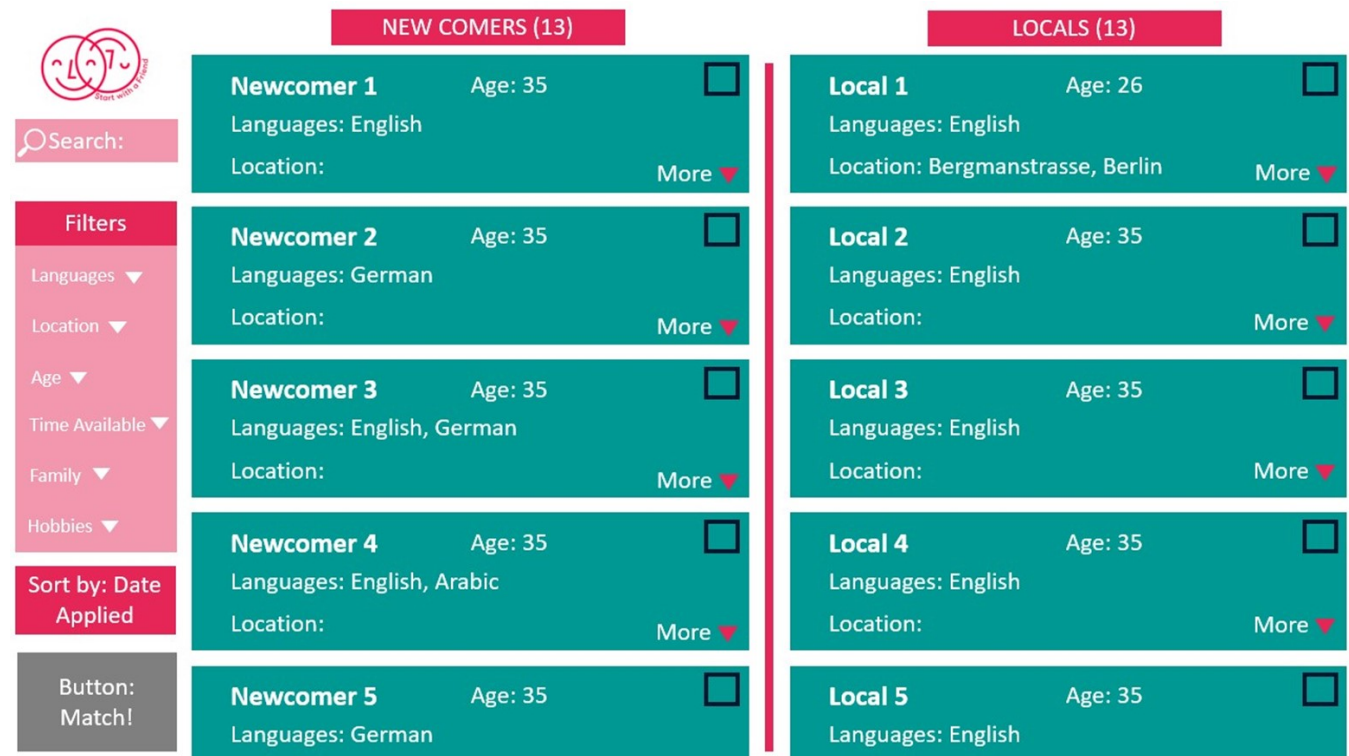 Start with a Friend
Search:
Filters
Languages
Location
Age
Time Available
Family
Hobbies
Sort by: Date
Applied
Button:
Match!
NEW COMERS (13)
Newcomer 1 Age: 35
Languages: English
Location:
More
Newcomer 2 Age: 35
Languages: German
Location:
More
Newcomer 3 Age: 35
Languages: English, German
Location:
More
Newcomer 4 Age: 35
Languages: English, Arabic
Location:
More
Newcomer 5 Age: 35
Languages: German
LOCALS (13)
Local 1 Age: 26
Languages: English
Location: Bergmanstrasse, Berlin
More
Local 2 Age: 35
Languages: English
Location:
More
Local 3 Age: 35
Languages: English
Location:
More
Local 4 Age: 35
Languages: English
Location:
More
Local 5 Age: 35
Languages: English